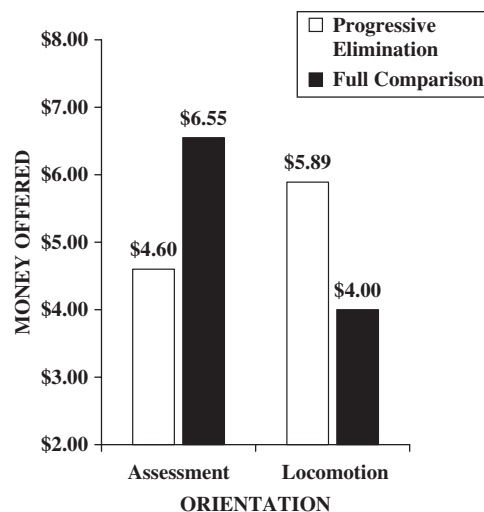 Progressive
Elimination
Full Comparison
$8.00
$7.00
$6.00
$5.00
$4.00
$3.00
$2.00
MONEY OFFERED
$4.60
$6.55
$5.89
$4.00
Assessment
Locomotion
ORIENTATION